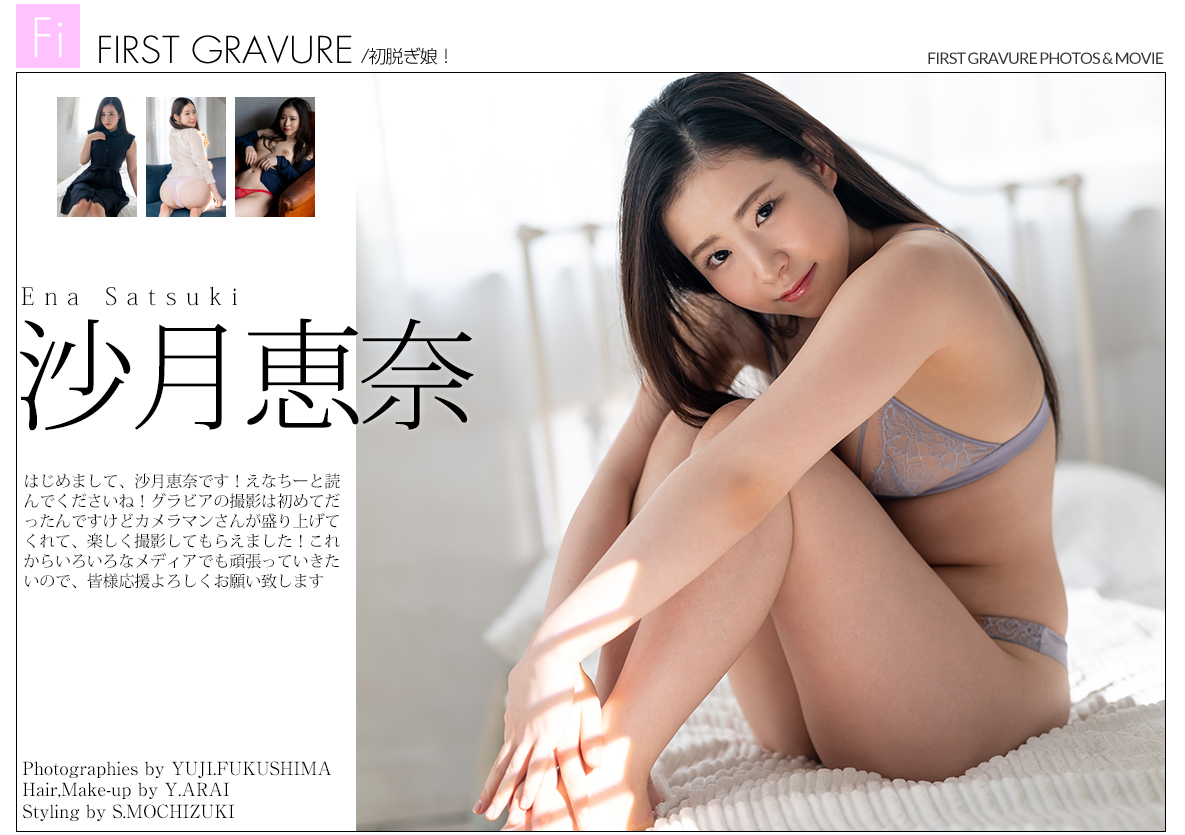 Fi
FIRST GRAVURE /初脱ぎ娘！
FIRST GRAVURE PHOTOS & MOVIE
Ena Satsuki
沙月恵奈
はじめまして、沙月恵奈です！えなちーと読
んでくださいね！グラビアの撮影は初めてだ
ったんですけどカメラマンさんが盛り上げて
くれて、楽しく撮影してもらえました！これ
からいろいろなメディアでも頑張っていきた
いので、皆様応援よろしくお願い致します
Photographies by YUJI.FUKUSHIMA
Hair,Make-up by Y.ARAI
Styling by S.MOCHIZUKI